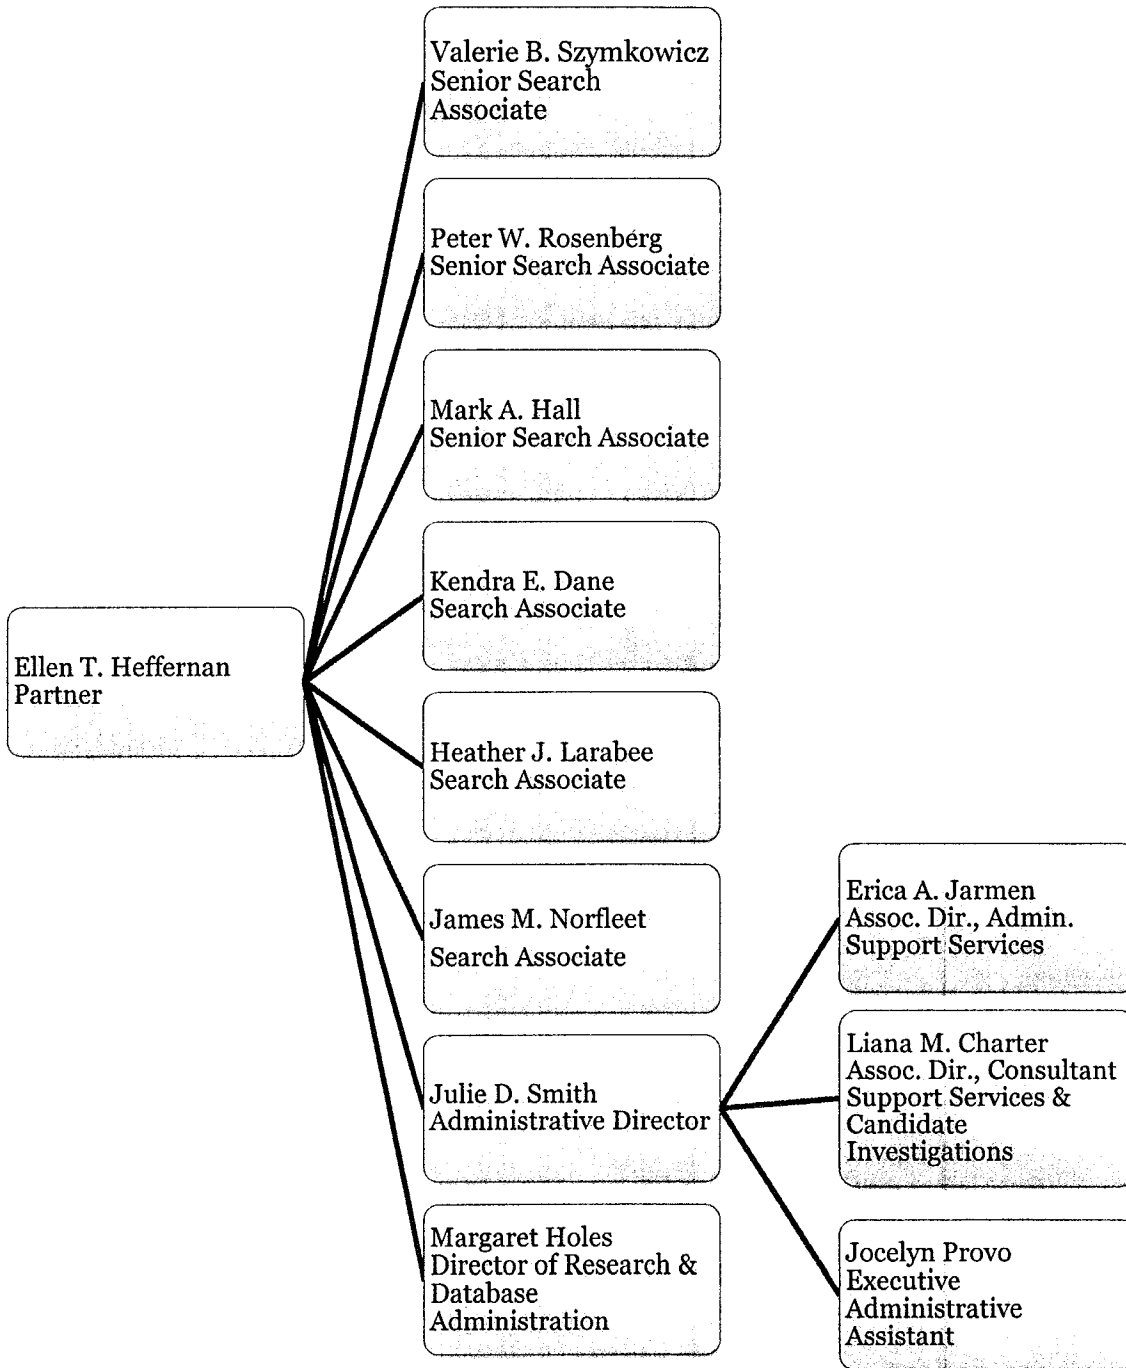 Valerie B. Szymkowicz
Senior Search
Associate
Peter W. Rosenberg
Senior Search Associate
Mark A. Hall
Senior Search Associate
Kendra E. Dane
Search Associate
Ellen T. Heffernan
Partner
Heather J. Larabee
Search Associate
James M. Norfleet
Search Associate
Julie D. Smith
Administrative Director
Margaret Holes
Director of Research &
Database
Administration
Erica A. Jarmen
Assoc. Dir., Admin.
Support Services
Liana M. Charter
Assoc. Dir., Consultant
Support Services &
Candidate
Investigations
Jocelyn Provo
Executive
Administrative
Assistant